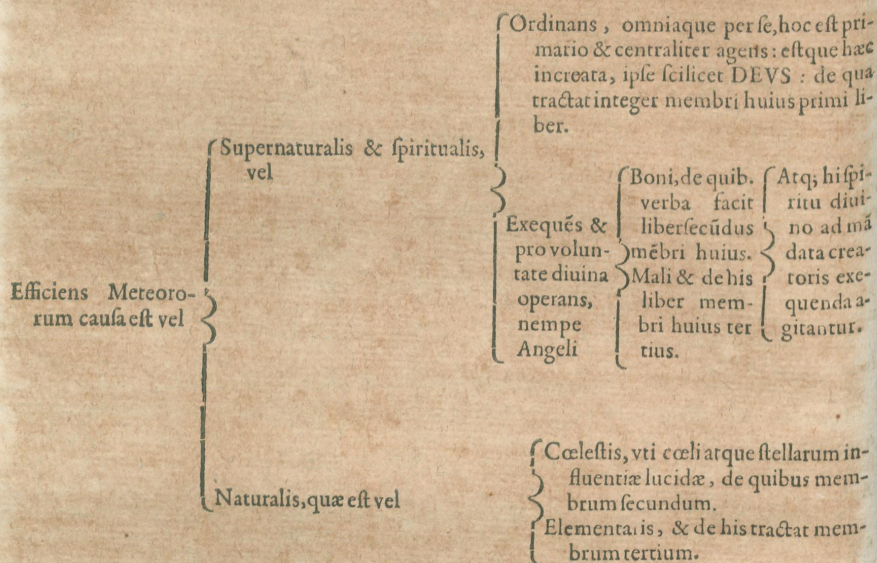 Efficiens Meteoro-
rum cauſa eſt vel
Supernaturalis & ſpiritualis,
vel
Ordinans, omniaque per ſe, hoc eſt pri-
mario & centraliter agens: eſtque hæc
increata, ipſe ſcilicet DEVS: de qua
tractat integer membri huius primi li-
ber.
Exequẽs &
pro volun-
tate diuina
operans,
nempe
Angeli
Boni, de quib.
verba facit
liber ſecũdus
mẽbri huius.
Mali & de his
liber mem-
bri huius ter
tius.
Atq; hi ſpi-
ritu diui-
no ad mã
data crea-
toris exe-
quenda a-
gitantur.
Naturalis, quæ eſt vel
Cœleſtis, vti cœli atque ſtellarum in-
fluentiæ lucidæ, de quibus mem-
brum ſecundum.
Elementaris, & de his tractat mem-
brum tertium.